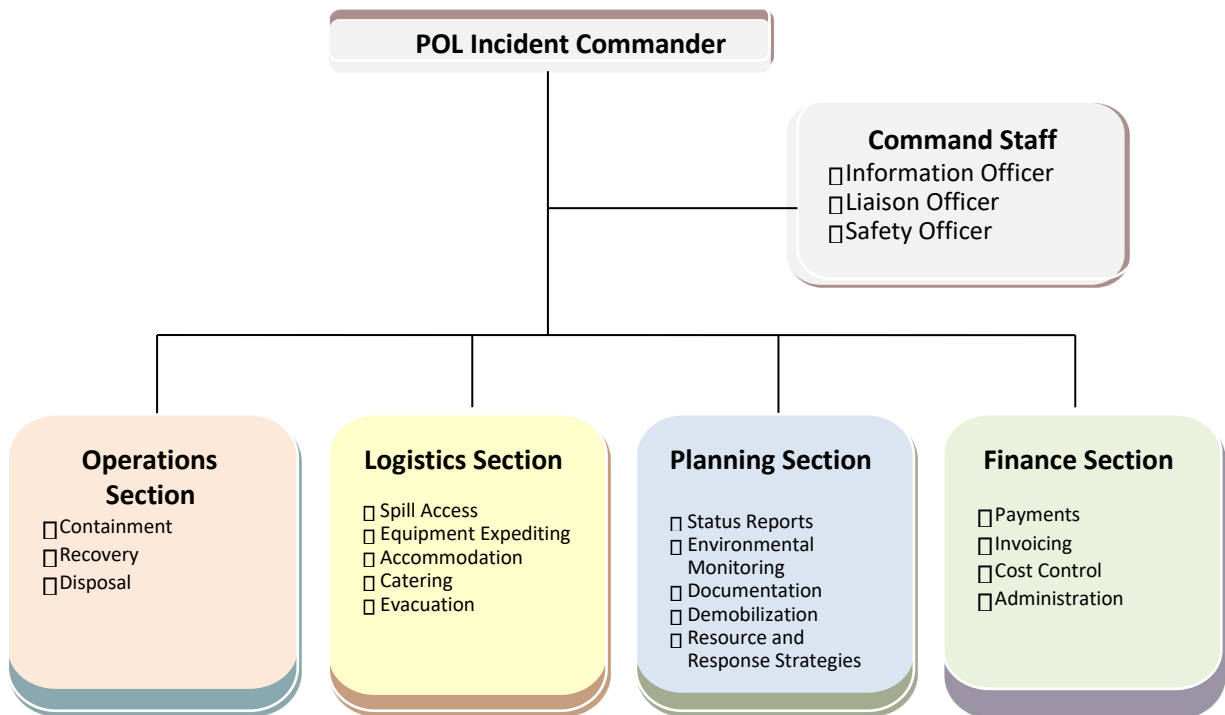 POL Incident Commander
Command Staff
▯Information Officer
▯Liaison Officer
▯Safety Officer
Operations
Section
▯Containment
▯Recovery
▯Disposal
Logistics Section
▯ Spill Access
▯ Equipment Expediting
▯ Accommodation
▯ Catering
▯ Evacuation
Planning Section
▯ Status Reports
▯ Environmental
Monitoring
▯ Documentation
▯ Demobilization
▯ Resource and
Response Strategies
Finance Section
▯Payments
▯Invoicing
▯Cost Control
▯Administration